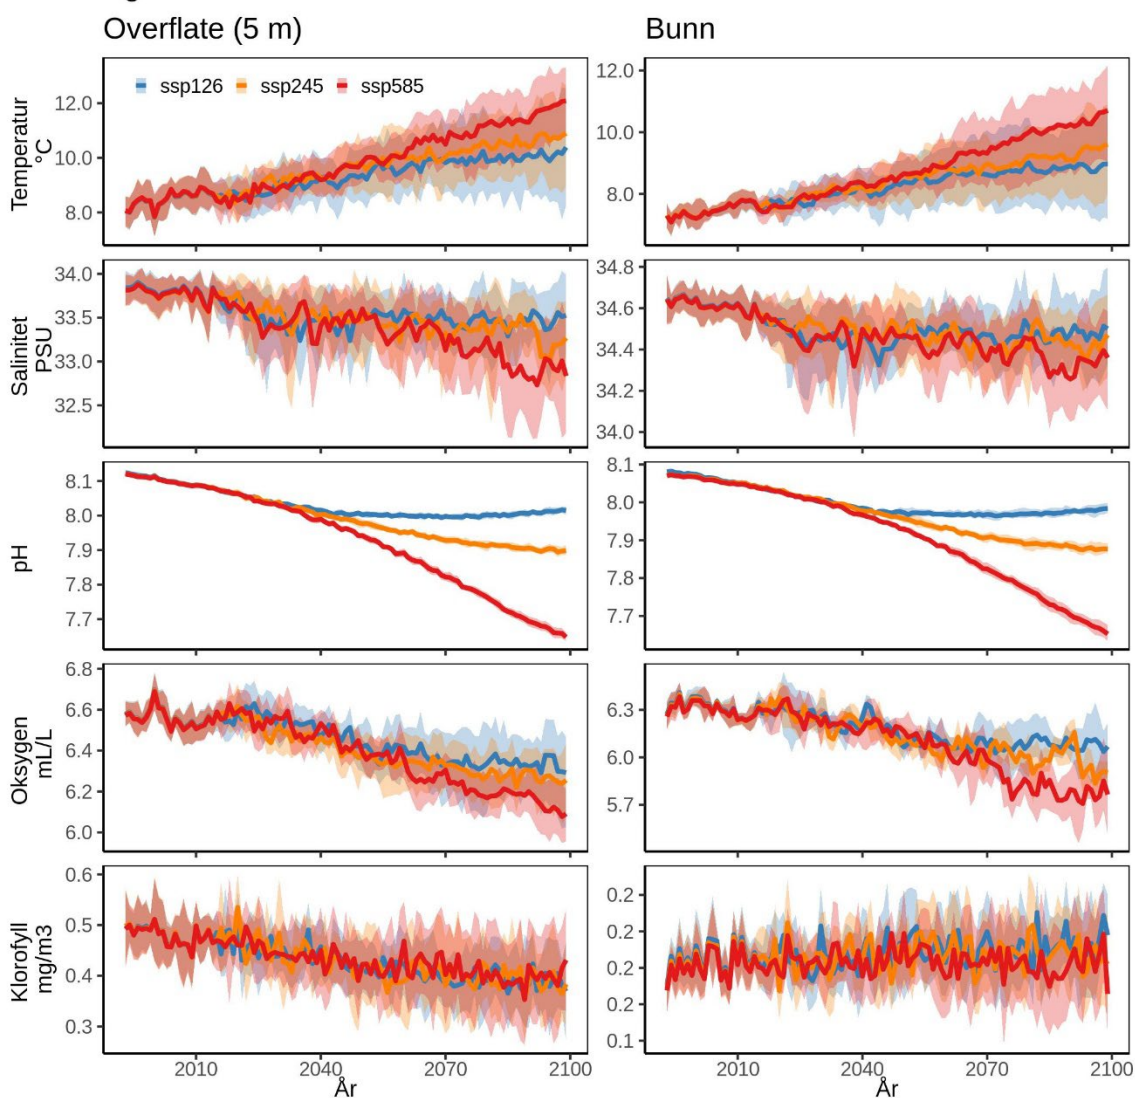 Overflate (5 m)
Bunn
ssp126 ssp245 ssp585
Temperatur
°C
12.0
10.0
8.0
12.0
10.0
8.0
Salinitet
PSU
34.0
33.5
33.0
32.5
34.8
34.6
34.4
34.2
34.0
pH
8.1
8.0
7.9
7.8
7.7
8.1
8.0
7.9
7.8
7.7
Oksygen
mL/L
6.8
6.6
6.4
6.2
6.0
6.3
6.0
5.7
Klorofyll
mg/m3
0.6
0.5
0.4
0.3
0.2
0.2
0.2
0.2
0.1
2010 2040 2070 2100
År
2010 2040 2070 2100
År